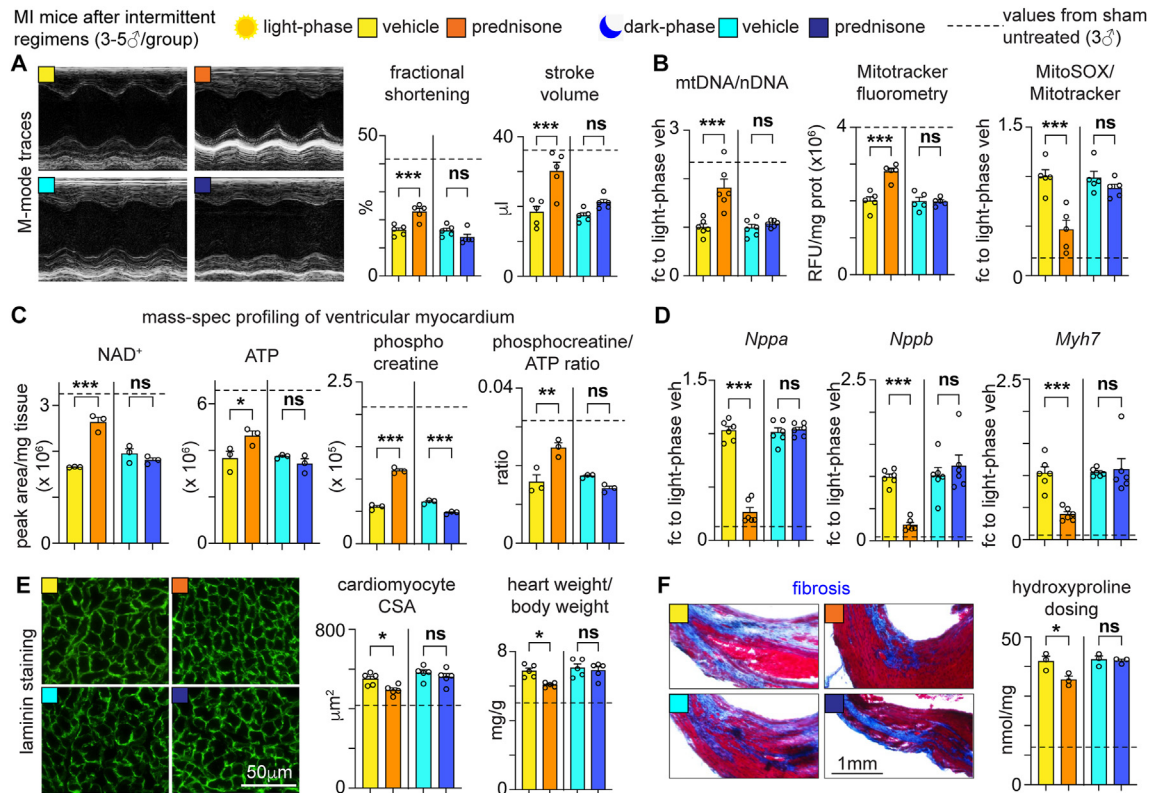 MI mice after intermittent
regimens (3-5♂/group)
light-phase vehicle prednisone
dark-phase vehicle prednisone
values from sham
untreated (3♂)
A
M-mode traces
fractional
shortening
50
%
0
***
ns
stroke
volume
40
µl
0
***
ns
B
mtDNA/nDNA
fc to light-phase veh
3
0
***
ns
Mitotracker
fluorometry
RFU/mg prot (x10⁶)
4
0
***
ns
MitoSOX/
Mitotracker
fc to light-phase veh
1.5
0
***
ns
C
mass-spec profiling of ventricular myocardium
NAD⁺
peak area/mg tissue
(x 10⁶)
3
0
***
ns
ATP
(x 10⁶)
6
0
*
ns
phospho
creatine
(x 10⁵)
2.5
0
***
***
phosphocreatine/
ATP ratio
ratio
0.04
0
**
ns
D
Nppa
fc to light-phase veh
1.5
0
***
ns
Nppb
fc to light-phase veh
2.5
0
***
ns
Myh7
fc to light-phase veh
2.5
0
***
ns
E
laminin staining
50µm
cardiomyocyte
CSA
800
µm²
0
*
ns
heart weight/
body weight
9
mg/g
0
*
ns
F
fibrosis
1mm
hydroxyproline
dosing
50
nmol/mg
0
*
ns